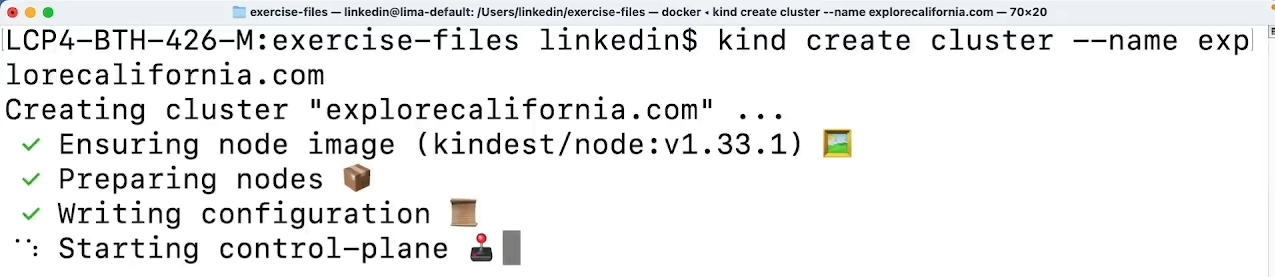 exercise-files — linkedin@lima-default: /Users/linkedin/exercise-files — docker ◂ kind create cluster --name explorecalifornia.com — 70×20
LCP4-BTH-426-M:exercise-files linkedin$ kind create cluster --name exp
lorecalifornia.com
Creating cluster "explorecalifornia.com" ...
✓ Ensuring node image (kindest/node:v1.33.1) 🖼
✓ Preparing nodes 📦
✓ Writing configuration 📜
Starting control-plane 🕹️